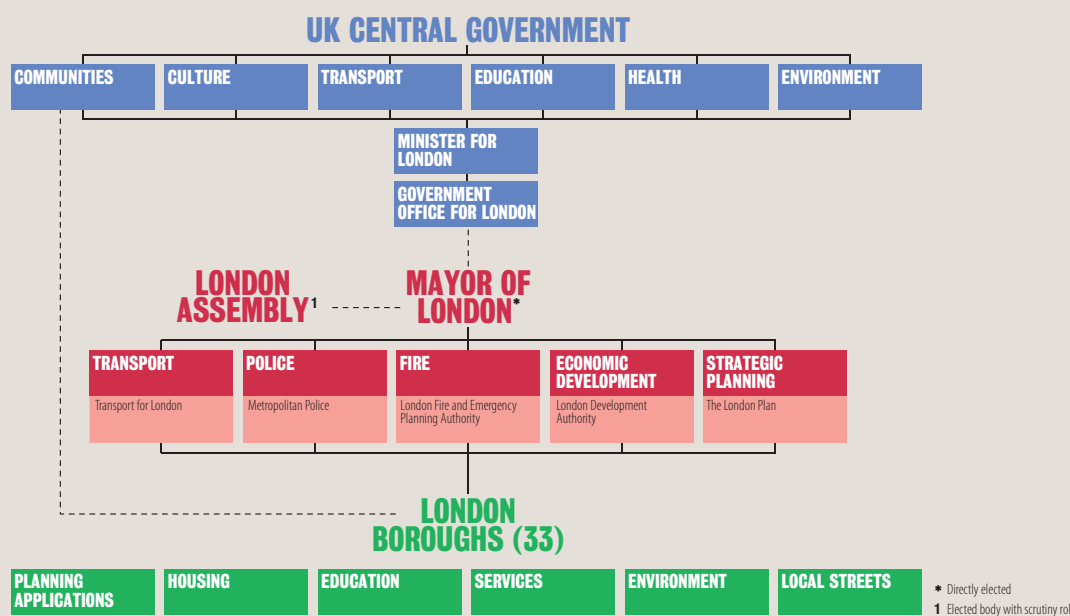 UK CENTRAL GOVERNMENT
COMMUNITIES
CULTURE
TRANSPORT
EDUCATION
HEALTH
ENVIRONMENT
MINISTER FOR
LONDON
GOVERNMENT
OFFICE FOR LONDON
LONDON
ASSEMBLY1
MAYOR OF
LONDON*
TRANSPORT
Transport for London
POLICE
Metropolitan Police
FIRE
London Fire and Emergency
Planning Authority
ECONOMIC
DEVELOPMENT
London Development
Authority
STRATEGIC
PLANNING
The London Plan
LONDON
BOROUGHS (33)
PLANNING
APPLICATIONS
HOUSING
EDUCATION
SERVICES
ENVIRONMENT
LOCAL STREETS
* Directly elected
1 Elected body with scrutiny rol